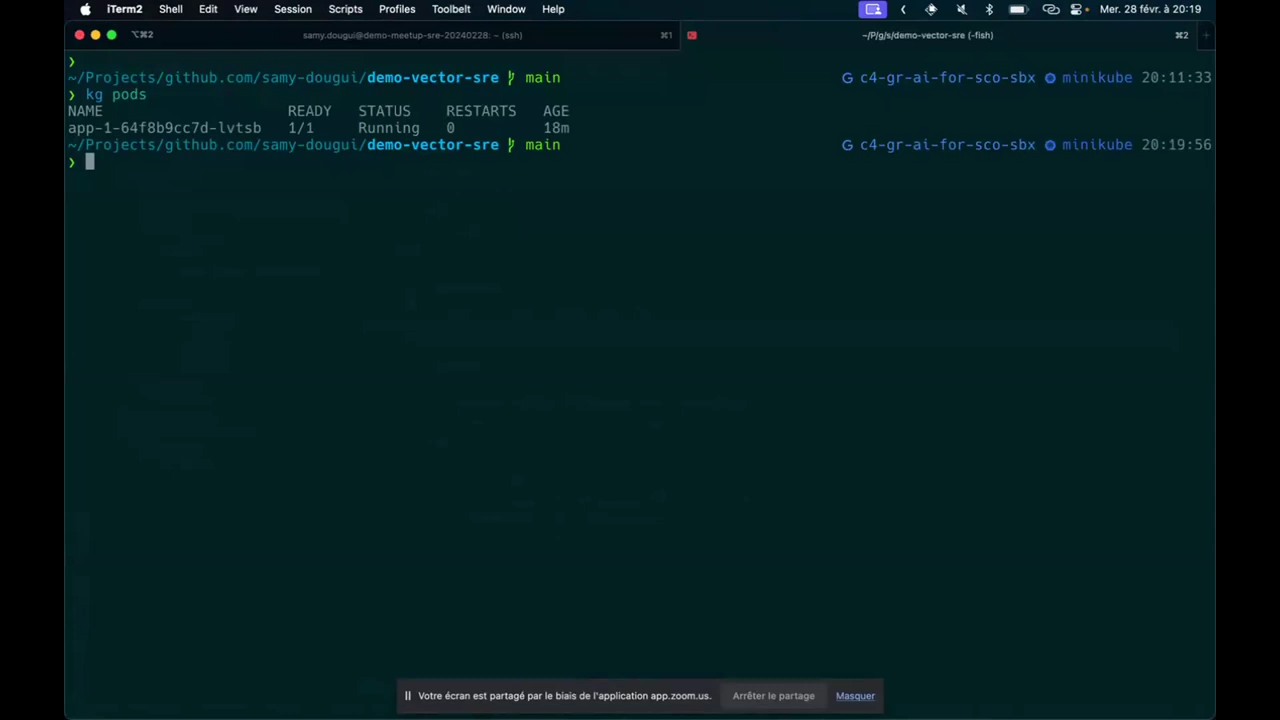 iTerm2 Shell Edit View Session Scripts Profiles Toolbelt Window Help Mer. 28 févr. à 20:19
⌥⌘2 samy.dougui@demo-meetup-sre-20240228: ~ (ssh) ⌘1 ~/P/g/s/demo-vector-sre (-fish) ⌘2
❯
~/Projects/github.com/samy-dougui/demo-vector-sre main G c4-gr-ai-for-sco-sbx minikube 20:11:33
❯ kg pods
NAME READY STATUS RESTARTS AGE
app-1-64f8b9cc7d-lvtsb 1/1 Running 0 18m
~/Projects/github.com/samy-dougui/demo-vector-sre main G c4-gr-ai-for-sco-sbx minikube 20:19:56
❯
Votre écran est partagé par le biais de l'application app.zoom.us. Arrêter le partage Masquer